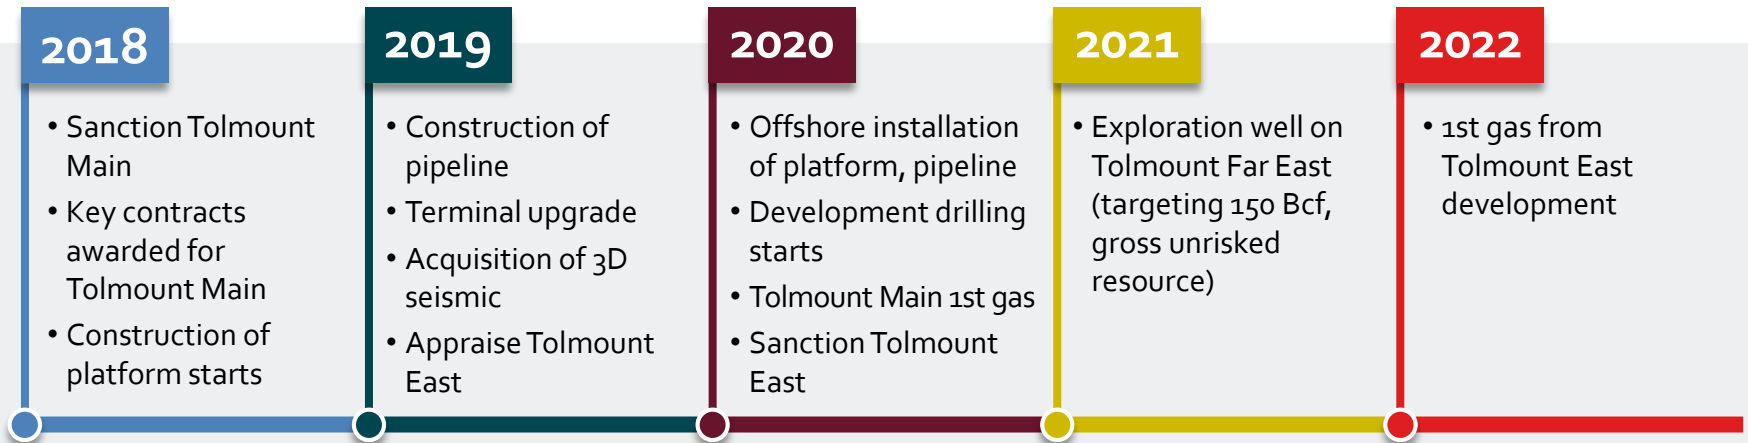 2018
• Sanction Tolmount
Main
• Key contracts
awarded for
Tolmount Main
• Construction of
platform starts
2019
• Construction of
pipeline
• Terminal upgrade
• Acquisition of 3D
seismic
• Appraise Tolmount
East
2020
• Offshore installation
of platform, pipeline
• Development drilling
starts
• Tolmount Main 1st gas
• Sanction Tolmount
East
2021
• Exploration well on
Tolmount Far East
(targeting 150 Bcf,
gross unrisked
resource)
2022
• 1st gas from
Tolmount East
development